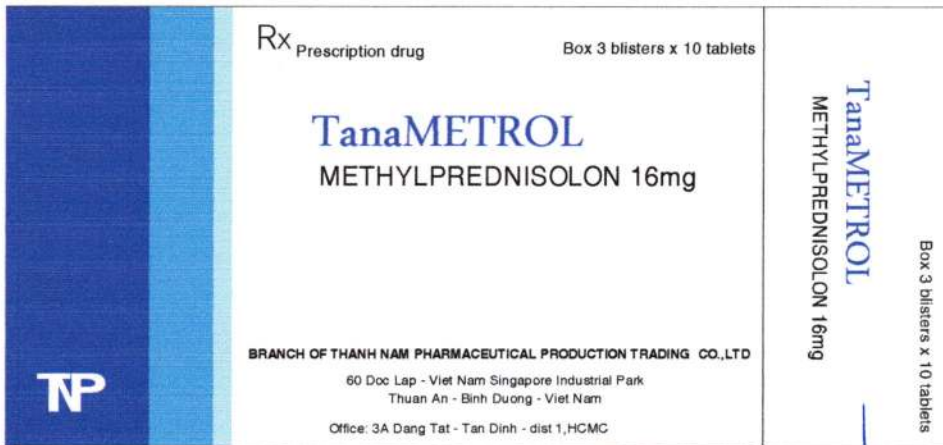 Rx Prescription drug
Box 3 blisters x 10 tablets
TanaMETROL
METHYLPREDNISOLON 16mg
BRANCH OF THANH NAM PHARMACEUTICAL PRODUCTION TRADING CO.,LTD
60 Doc Lap - Viet Nam Singapore Industrial Park
Thuan An - Binh Duong - Viet Nam
Office: 3A Dang Tat - Tan Dinh - dist 1,HCMC
TNP
TanaMETROL
METHYLPREDNISOLON 16mg
Box 3 blisters x 10 tablets